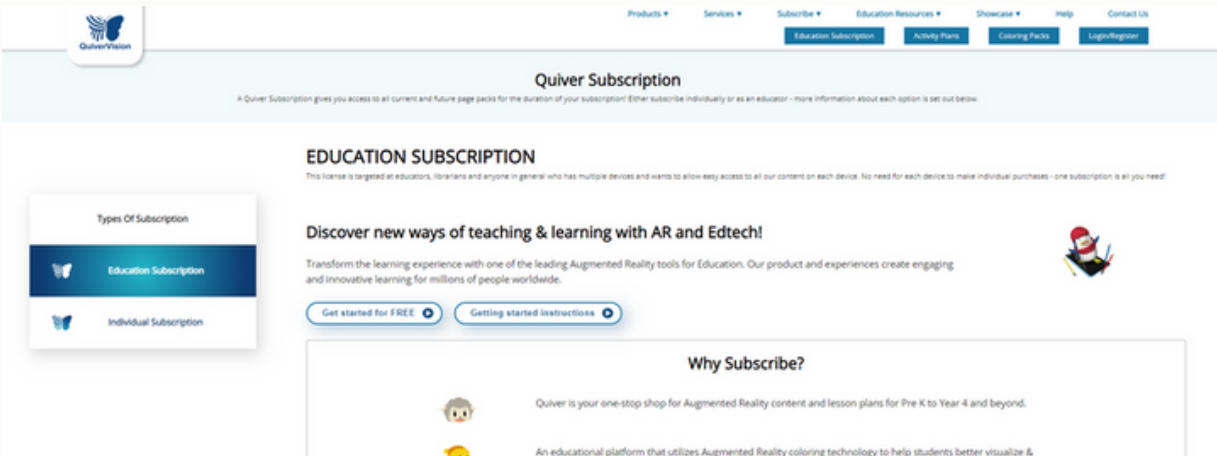 Products ▾ Services ▾ Subscribe ▾ Education Resources ▾ Showcase ▾ Help Contact Us
QuiverVision
Education Subscription Activity Plans Coloring Packs Login/Register
Quiver Subscription
A Quiver Subscription gives you access to all current and future page packs for the duration of your subscription! Either subscribe individually or as an educator - more information about each option is set out below.
EDUCATION SUBSCRIPTION
This license is targeted at educators, librarians and anyone in general who has multiple devices and wants to allow easy access to all our content on each device. No need for each device to make individual purchases - one subscription is all you need!
Types Of Subscription
Education Subscription
Individual Subscription
Discover new ways of teaching & learning with AR and Edtech!
Transform the learning experience with one of the leading Augmented Reality tools for Education. Our product and experiences create engaging
and innovative learning for millions of people worldwide.
Get started for FREE Getting started instructions
Why Subscribe?
Quiver is your one-stop shop for Augmented Reality content and lesson plans for Pre K to Year 4 and beyond.
An educational platform that utilizes Augmented Reality coloring technology to help students better visualize &